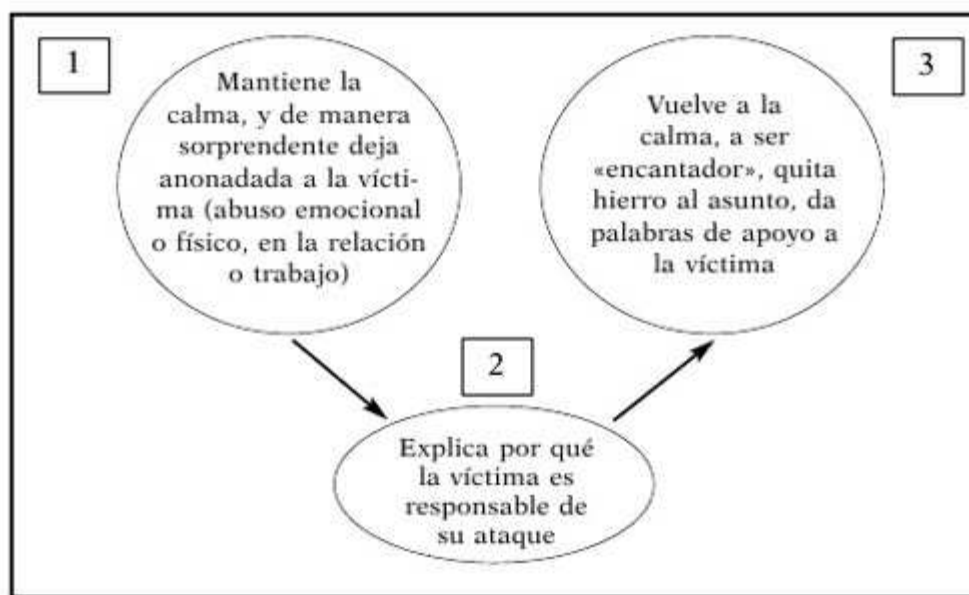 1
Mantiene la
calma, y de manera
sorprendente deja
anonadada a la vícti-
ma (abuso emocional
o físico, en la relación
o trabajo)
2
Explica por qué
la víctima es
responsable de
su ataque
3
Vuelve a la
calma, a ser
«encantador», quita
hierro al asunto, da
palabras de apoyo a
la víctima